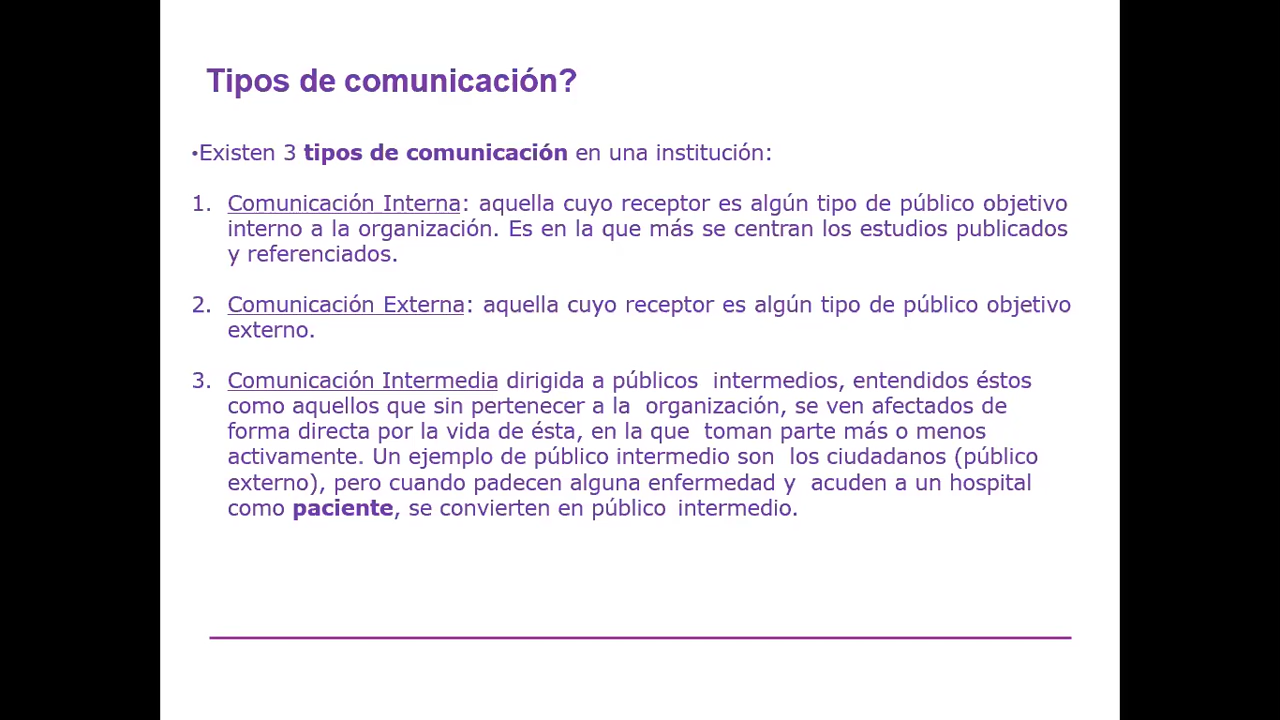 Tipos de comunicación?
•Existen 3 tipos de comunicación en una institución:
1. Comunicación Interna: aquella cuyo receptor es algún tipo de público objetivo
interno a la organización. Es en la que más se centran los estudios publicados
y referenciados.
2. Comunicación Externa: aquella cuyo receptor es algún tipo de público objetivo
externo.
3. Comunicación Intermedia dirigida a públicos intermedios, entendidos éstos
como aquellos que sin pertenecer a la organización, se ven afectados de
forma directa por la vida de ésta, en la que toman parte más o menos
activamente. Un ejemplo de público intermedio son los ciudadanos (público
externo), pero cuando padecen alguna enfermedad y acuden a un hospital
como paciente, se convierten en público intermedio.